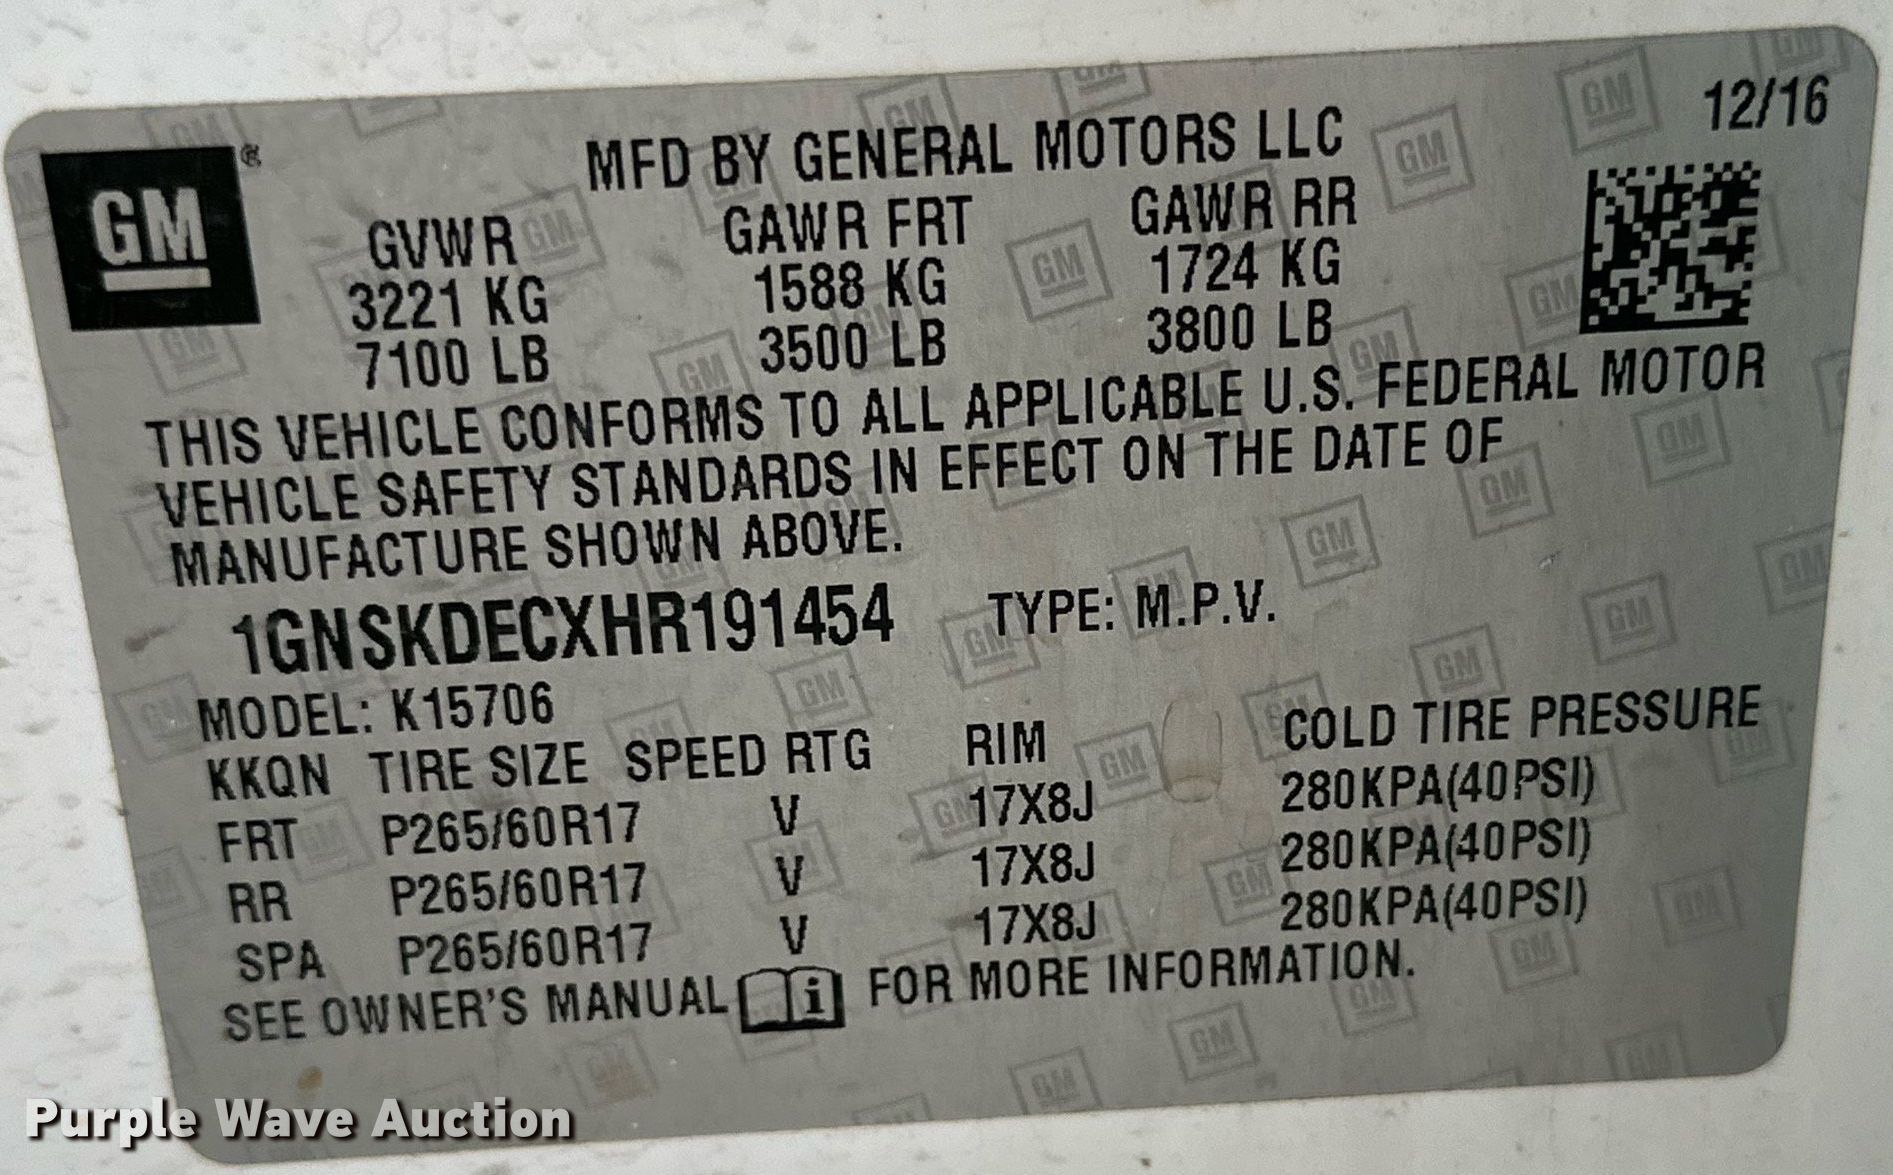 12/16
GM ®
MFD BY GENERAL MOTORS LLC
GVWR GAWR FRT GAWR RR
3221 KG 1588 KG 1724 KG
7100 LB 3500 LB 3800 LB
THIS VEHICLE CONFORMS TO ALL APPLICABLE U.S. FEDERAL MOTOR
VEHICLE SAFETY STANDARDS IN EFFECT ON THE DATE OF
MANUFACTURE SHOWN ABOVE.
1GNSKDECXHR191454 TYPE: M.P.V.
MODEL: K15706
KKQN TIRE SIZE SPEED RTG RIM COLD TIRE PRESSURE
FRT P265/60R17 V 17X8J 280KPA(40PSI)
RR P265/60R17 V 17X8J 280KPA(40PSI)
SPA P265/60R17 V 17X8J 280KPA(40PSI)
SEE OWNER'S MANUAL i FOR MORE INFORMATION.
Purple Wave Auction